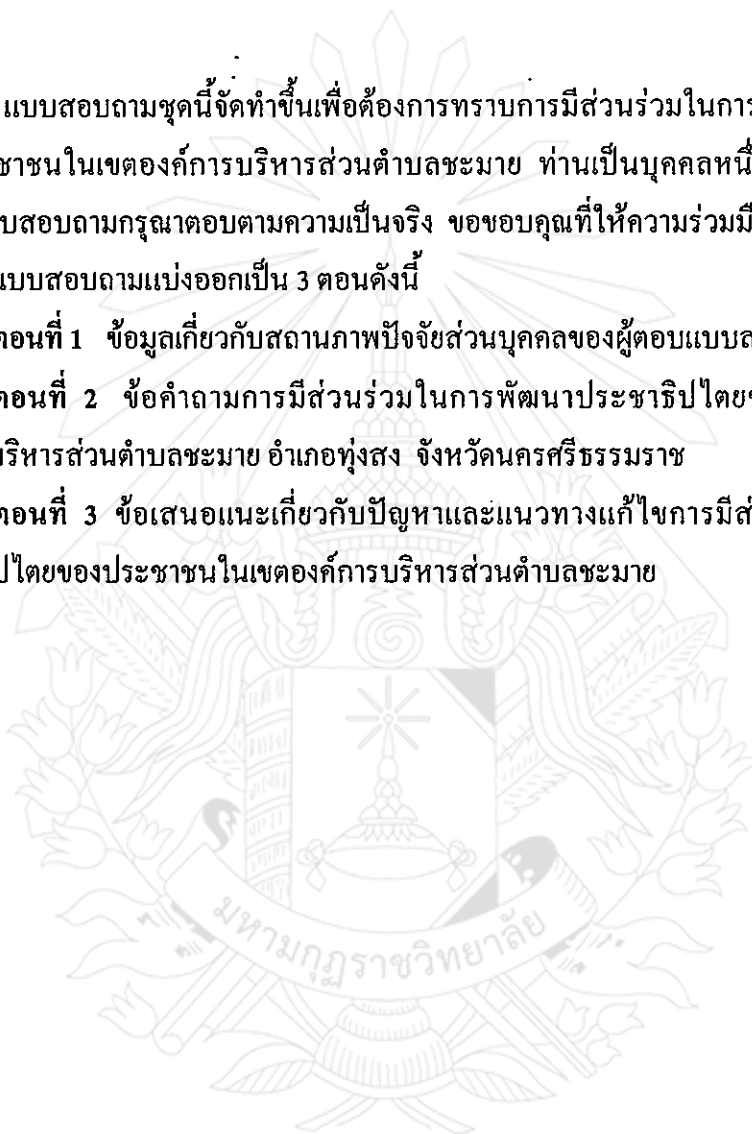 แบบสอบถามชุดนี้จัดทำขึ้นเพื่อต้องการทราบการมีส่วนร่วมในการ
ชาชนในเขตองค์การบริหารส่วนตำบลชะมาย ท่านเป็นบุคคลหนึ่
บสอบถามกรุณาตอบตามความเป็นจริง ขอขอบคุณที่ให้ความร่วมมื
แบบสอบถามแบ่งออกเป็น 3 ตอนดังนี้
ตอนที่ 1 ข้อมูลเกี่ยวกับสถานภาพปัจจัยส่วนบุคคลของผู้ตอบแบบส
ตอนที่ 2 ข้อคำถามการมีส่วนร่วมในการพัฒนาประชาธิปไตยข
บริหารส่วนตำบลชะมาย อำเภอทุ่งสง จังหวัดนครศรีธรรมราช
ตอนที่ 3 ข้อเสนอแนะเกี่ยวกับปัญหาและแนวทางแก้ไขการมีส่
ปไตยของประชาชนในเขตองค์การบริหารส่วนตำบลชะมาย
มหามกุฏราชวิทยาลัย